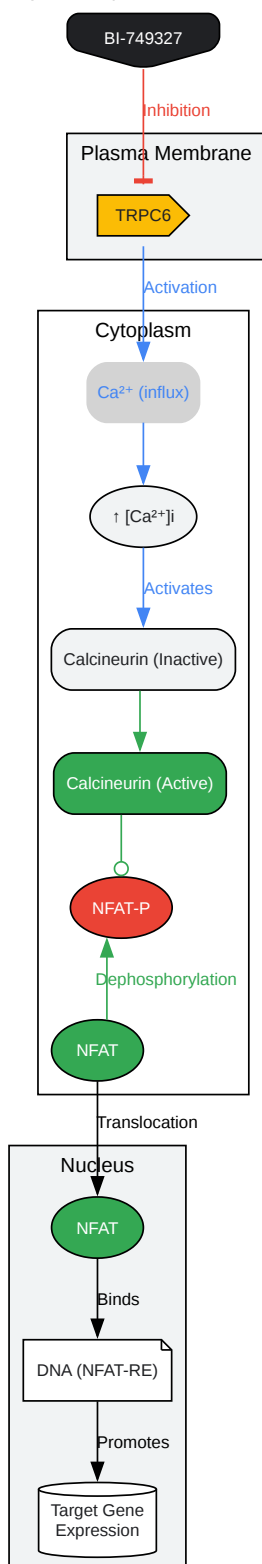 BI-749327
Inhibition
Plasma Membrane
TRPC6
Activation
Cytoplasm
Ca²⁺ (influx)
↑ [Ca²⁺]i
Activates
Calcineurin (Inactive)
Calcineurin (Active)
NFAT-P
Dephosphorylation
NFAT
Translocation
Nucleus
NFAT
Binds
DNA (NFAT-RE)
Promotes
Target Gene
Expression